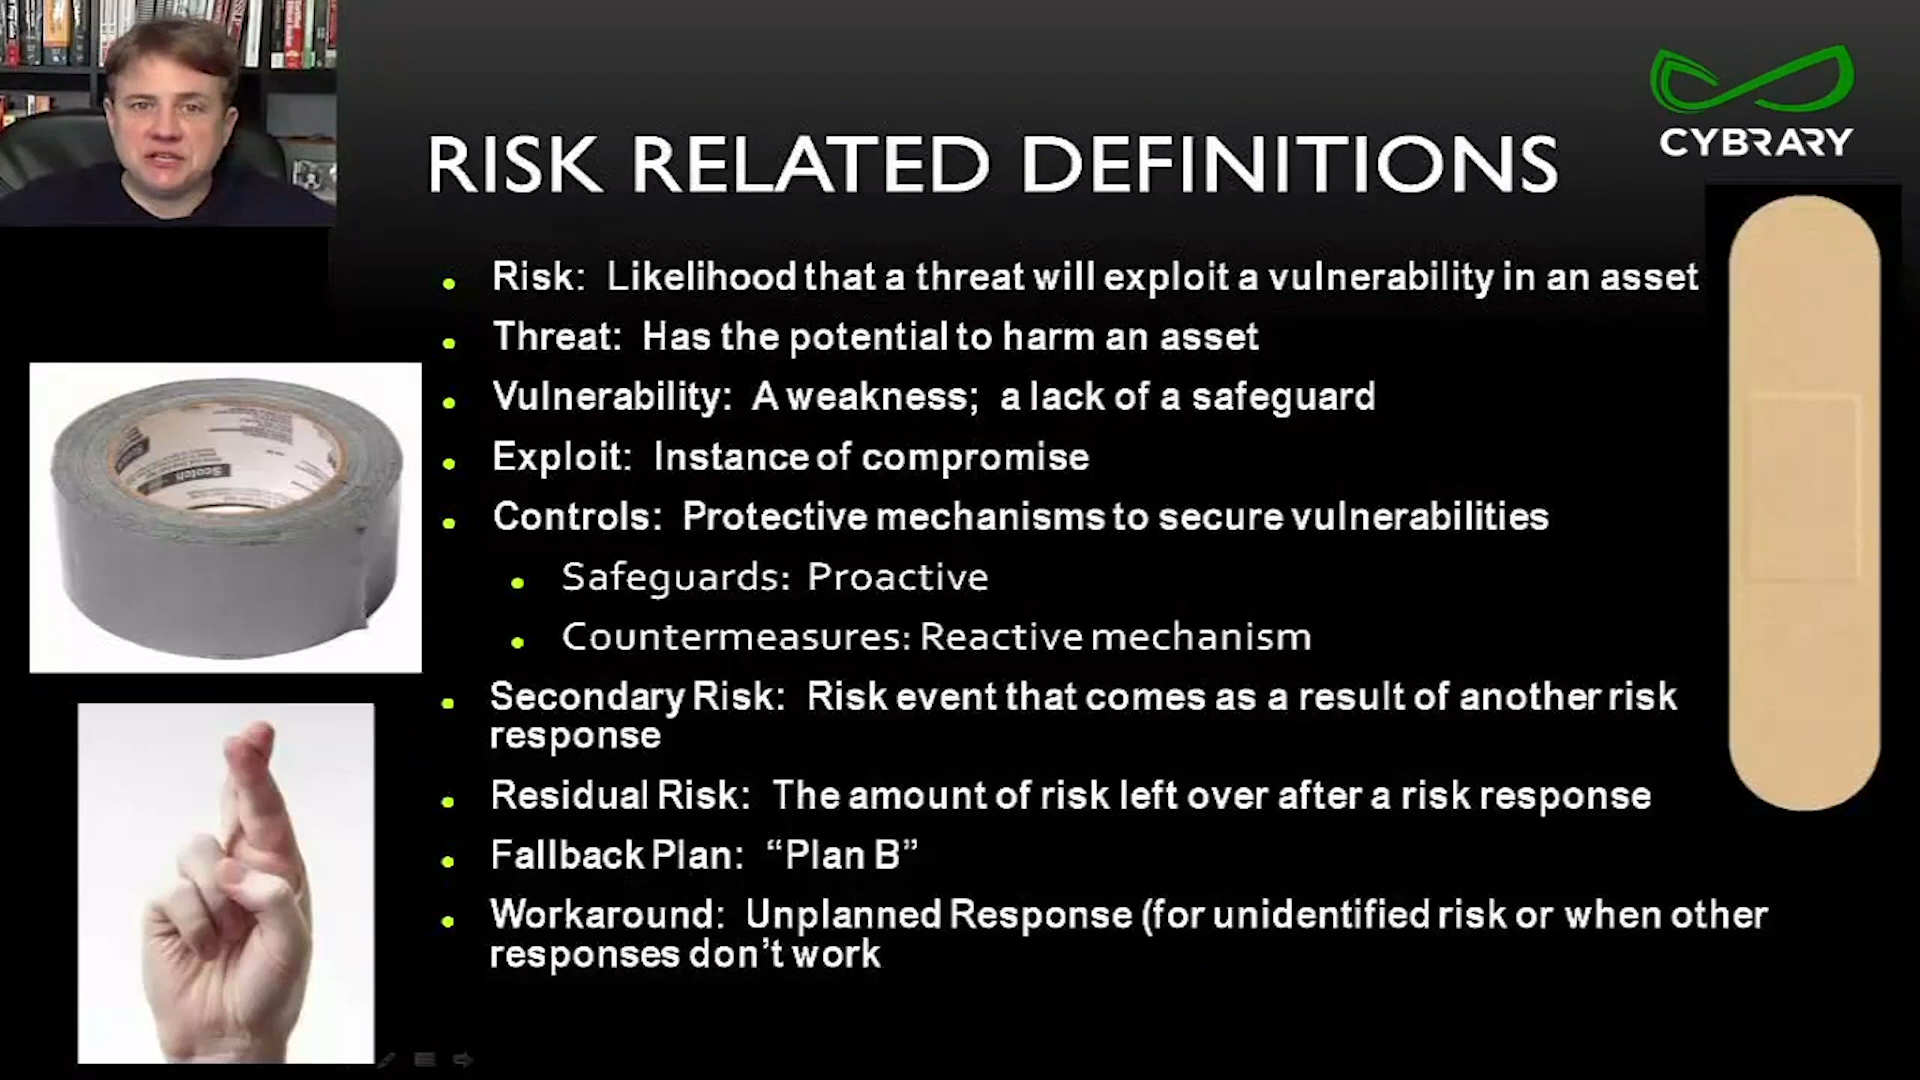 CYBRARY
RISK RELATED DEFINITIONS
Risk: Likelihood that a threat will exploit a vulnerability in an asset
Threat: Has the potential to harm an asset
Vulnerability: A weakness; a lack of a safeguard
Exploit: Instance of compromise
Controls: Protective mechanisms to secure vulnerabilities
Safeguards: Proactive
Countermeasures: Reactive mechanism
Secondary Risk: Risk event that comes as a result of another risk
response
Residual Risk: The amount of risk left over after a risk response
Fallback Plan: “Plan B”
Workaround: Unplanned Response (for unidentified risk or when other
responses don’t work
Scotch
Scotch